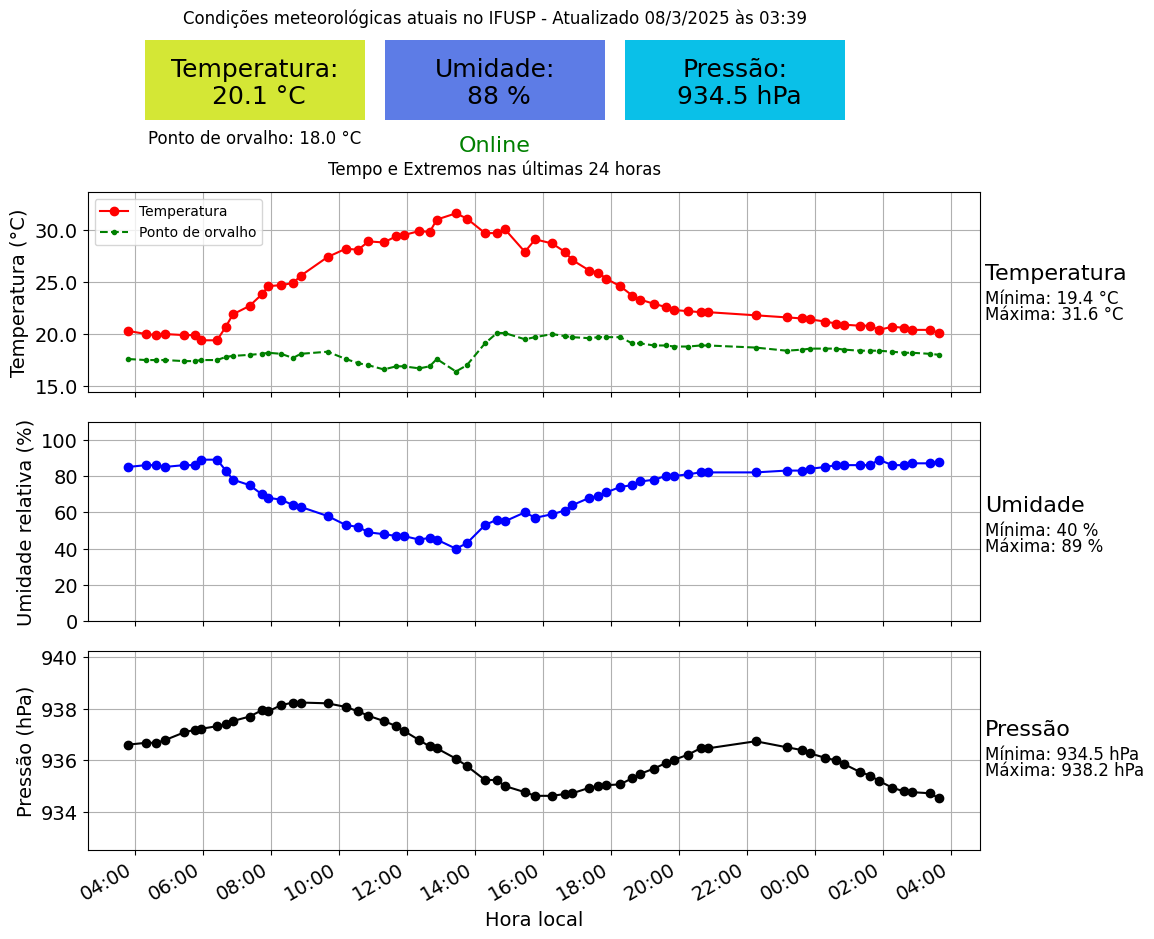 Condições meteorológicas atuais no IFUSP - Atualizado 08/3/2025 às 03:39
Temperatura:
20.1 °C
Umidade:
88 %
Pressão:
934.5 hPa
Ponto de orvalho: 18.0 °C
Online
Tempo e Extremos nas últimas 24 horas
Temperatura (°C)
30.0
25.0
20.0
15.0
Temperatura
Ponto de orvalho
Temperatura
Mínima: 19.4 °C
Máxima: 31.6 °C
Umidade relativa (%)
100
80
60
40
20
0
Umidade
Mínima: 40 %
Máxima: 89 %
Pressão (hPa)
940
938
936
934
Pressão
Mínima: 934.5 hPa
Máxima: 938.2 hPa
04:00 06:00 08:00 10:00 12:00 14:00 16:00 18:00 20:00 22:00 00:00 02:00 04:00
Hora local